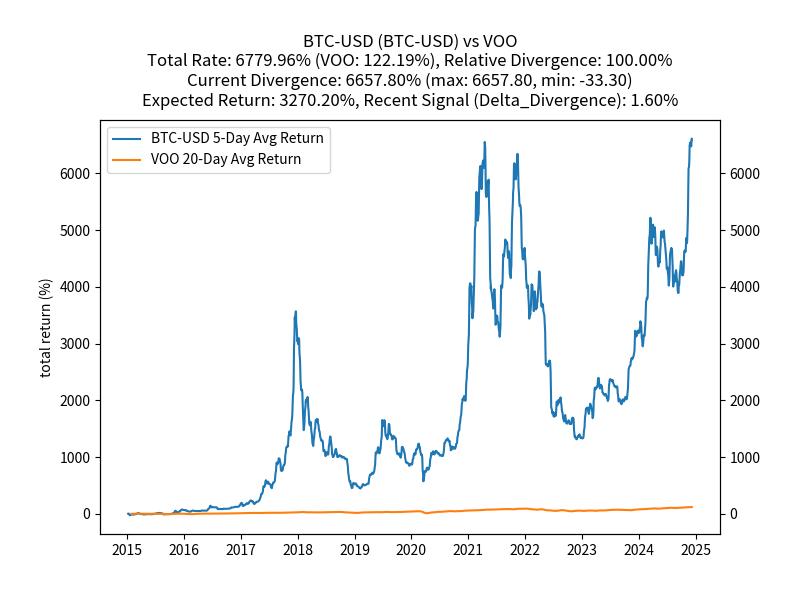 BTC-USD (BTC-USD) vs VOO
Total Rate: 6779.96% (VOO: 122.19%), Relative Divergence: 100.00%
Current Divergence: 6657.80% (max: 6657.80, min: -33.30)
Expected Return: 3270.20%, Recent Signal (Delta_Divergence): 1.60%
BTC-USD 5-Day Avg Return
VOO 20-Day Avg Return
total return (%)
6000 6000
5000 5000
4000 4000
3000 3000
2000 2000
1000 1000
0 0
2015 2016 2017 2018 2019 2020 2021 2022 2023 2024 2025